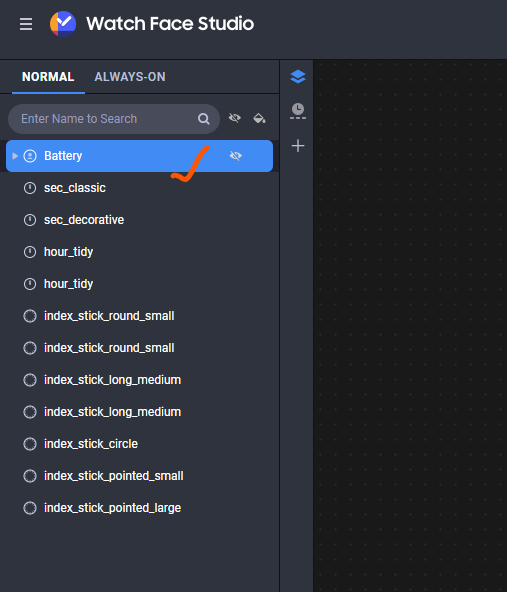 Watch Face Studio
NORMAL ALWAYS-ON
Enter Name to Search
Battery
sec_classic
sec_decorative
hour_tidy
hour_tidy
index_stick_round_small
index_stick_round_small
index_stick_long_medium
index_stick_long_medium
index_stick_circle
index_stick_pointed_small
index_stick_pointed_large